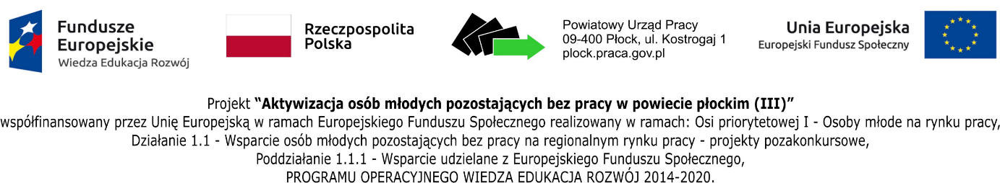 Fundusze
Europejskie
Wiedza Edukacja Rozwój
Rzeczpospolita
Polska
Powiatowy Urząd Pracy
09-400 Płock, ul. Kostrogaj 1
plock.praca.gov.pl
Unia Europejska
Europejski Fundusz Społeczny
Projekt “Aktywizacja osób młodych pozostających bez pracy w powiecie płockim (III)”
współfinansowany przez Unię Europejską w ramach Europejskiego Funduszu Społecznego realizowany w ramach: Osi priorytetowej I - Osoby młode na rynku pracy,
Działanie 1.1 - Wsparcie osób młodych pozostających bez pracy na regionalnym rynku pracy - projekty pozakonkursowe,
Poddziałanie 1.1.1 - Wsparcie udzielane z Europejskiego Funduszu Społecznego,
PROGRAMU OPERACYJNEGO WIEDZA EDUKACJA ROZWÓJ 2014-2020.